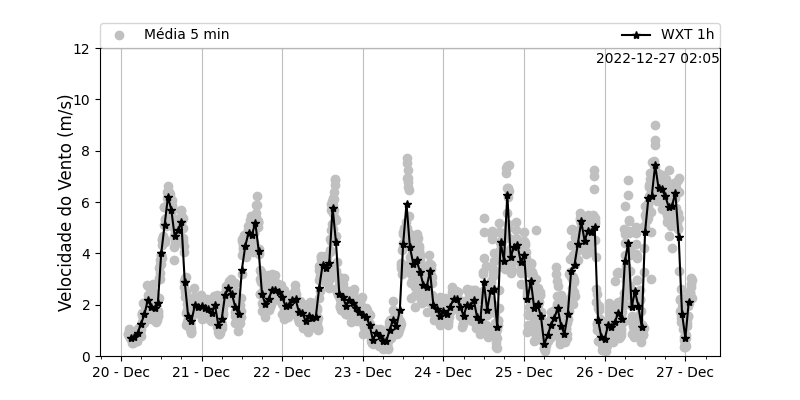 Média 5 min
WXT 1h
2022-12-27 02:05
Velocidade do Vento (m/s)
12
10
8
6
4
2
0
20 - Dec
21 - Dec
22 - Dec
23 - Dec
24 - Dec
25 - Dec
26 - Dec
27 - Dec